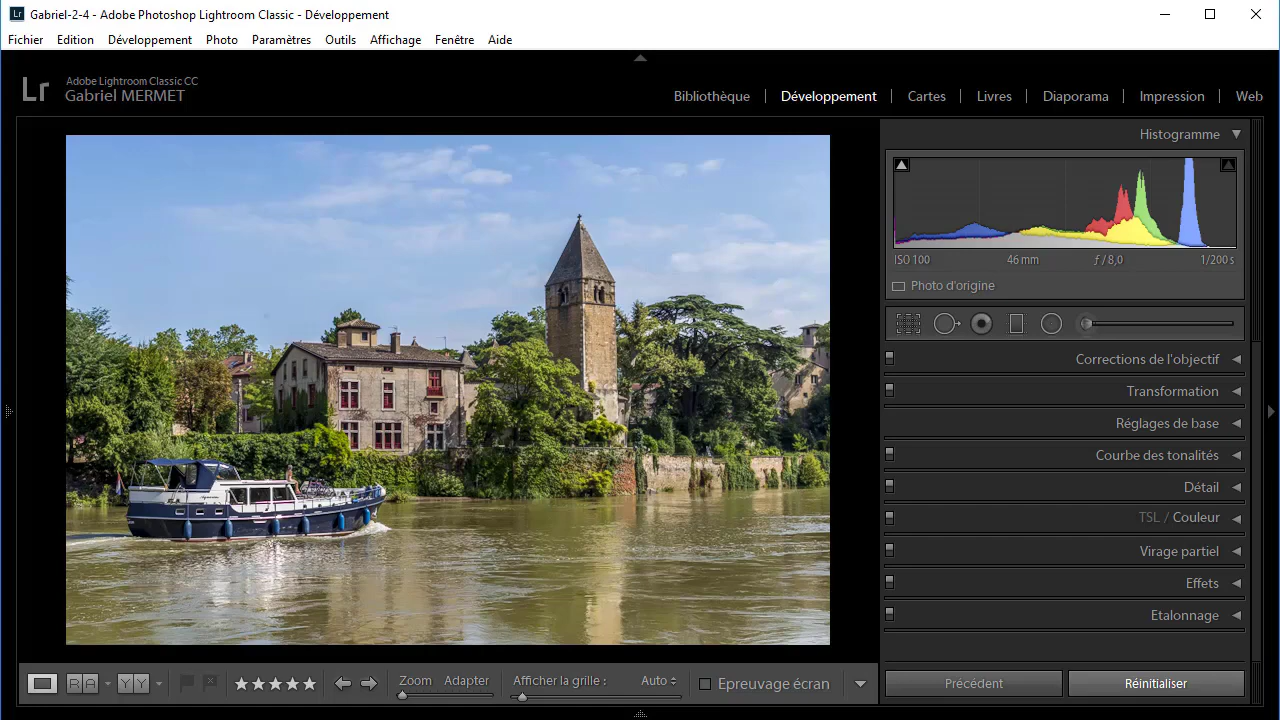 Lr Gabriel-2-4 - Adobe Photoshop Lightroom Classic - Développement
Fichier Edition Développement Photo Paramètres Outils Affichage Fenêtre Aide
Lr Adobe Lightroom Classic CC
Gabriel MERMET
Bibliothèque | Développement | Cartes | Livres | Diaporama | Impression | Web
Histogramme
ISO 100 46 mm ƒ / 8,0 1/200 s
Photo d'origine
Corrections de l'objectif
Transformation
Réglages de base
Courbe des tonalités
Détail
TSL / Couleur
Virage partiel
Effets
Etalonnage
R A Y Y Zoom Adapter Afficher la grille : Auto Epreuvage écran
Précédent Réinitialiser